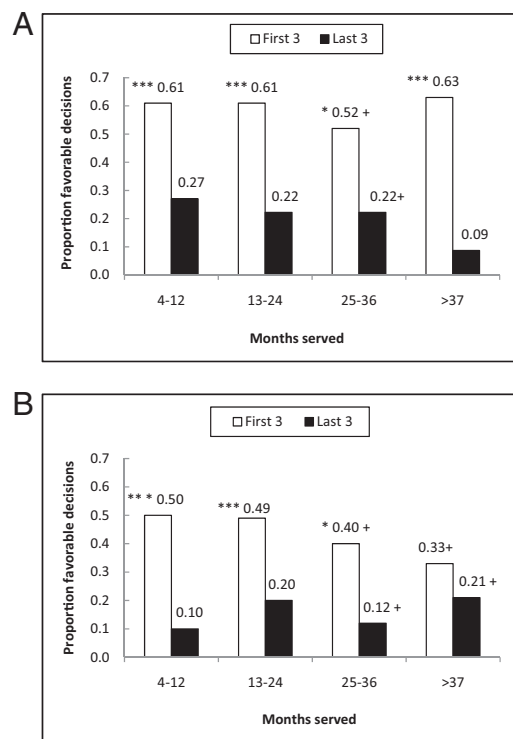 A
First 3 Last 3
Proportion favorable decisions
0.7
0.6
0.5
0.4
0.3
0.2
0.1
0.0
*** 0.61
0.27
*** 0.61
0.22
* 0.52 +
0.22+
*** 0.63
0.09
4-12 13-24 25-36 >37
Months served
B
First 3 Last 3
Proportion favorable decisions
0.7
0.6
0.5
0.4
0.3
0.2
0.1
0.0
** * 0.50
0.10
*** 0.49
0.20
* 0.40 +
0.12 +
0.33+
0.21 +
4-12 13-24 25-36 >37
Months served